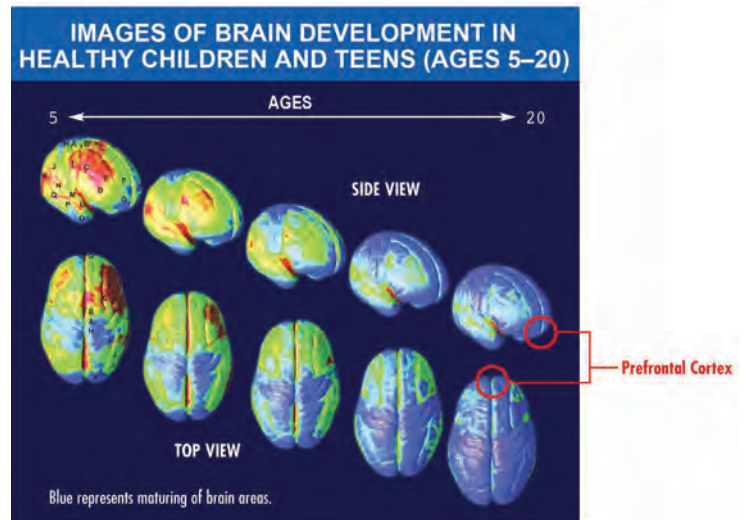 IMAGES OF BRAIN DEVELOPMENT IN
HEALTHY CHILDREN AND TEENS (AGES 5–20)
AGES
5
20
SIDE VIEW
Prefrontal Cortex
TOP VIEW
Blue represents maturing of brain areas.